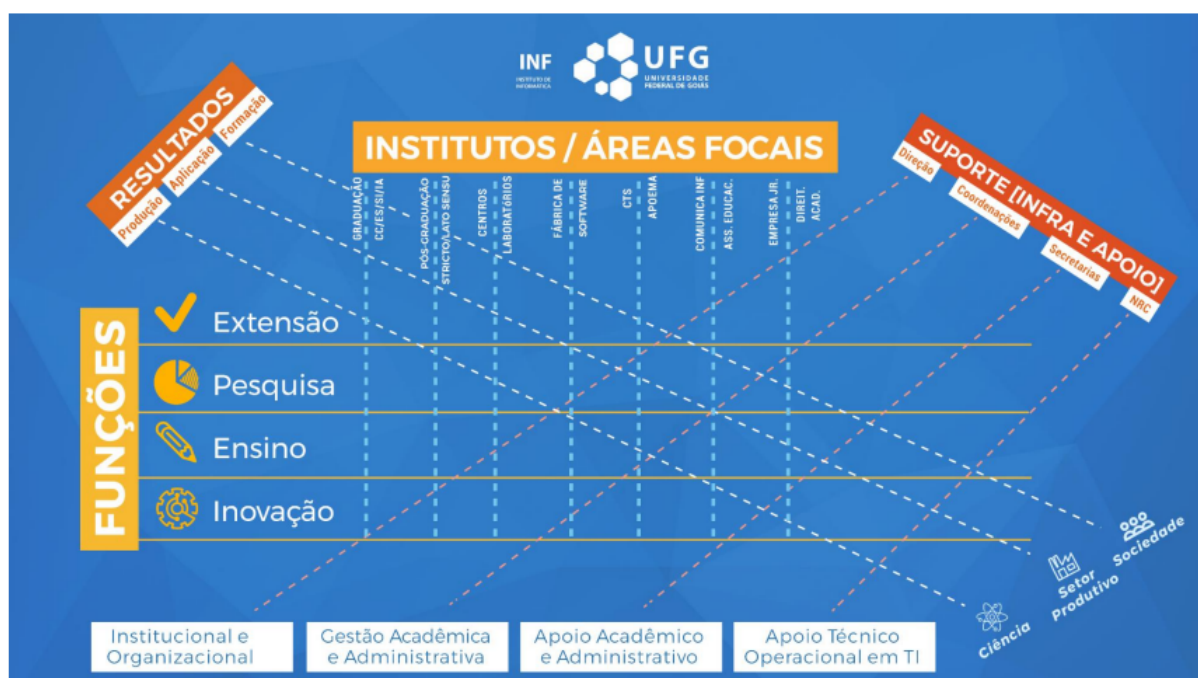 INF
INSTITUTO DE
INFORMÁTICA
UFG
UNIVERSIDADE
FEDERAL DE GOIÁS
RESULTADOS
Produção
Aplicação
Formação
INSTITUTOS / ÁREAS FOCAIS
GRADUAÇÃO
CC/ES/SI/IA
PÓS-GRADUAÇÃO
STRICTO/LATO SENSU
CENTROS
LABORATÓRIOS
FÁBRICA DE
SOFTWARE
CTS
APOEMA
COMUNICA INF
ASS. EDUCAC.
EMPRESA JR.
DIRET.
ACAD.
SUPORTE [INFRA E APOIO]
Direção
Coordenações
Secretarias
NRC
FUNÇÕES
Extensão
Pesquisa
Ensino
Inovação
Sociedade
Setor
Produtivo
Ciência
Institucional e
Organizacional
Gestão Acadêmica
e Administrativa
Apoio Acadêmico
e Administrativo
Apoio Técnico
Operacional em TI